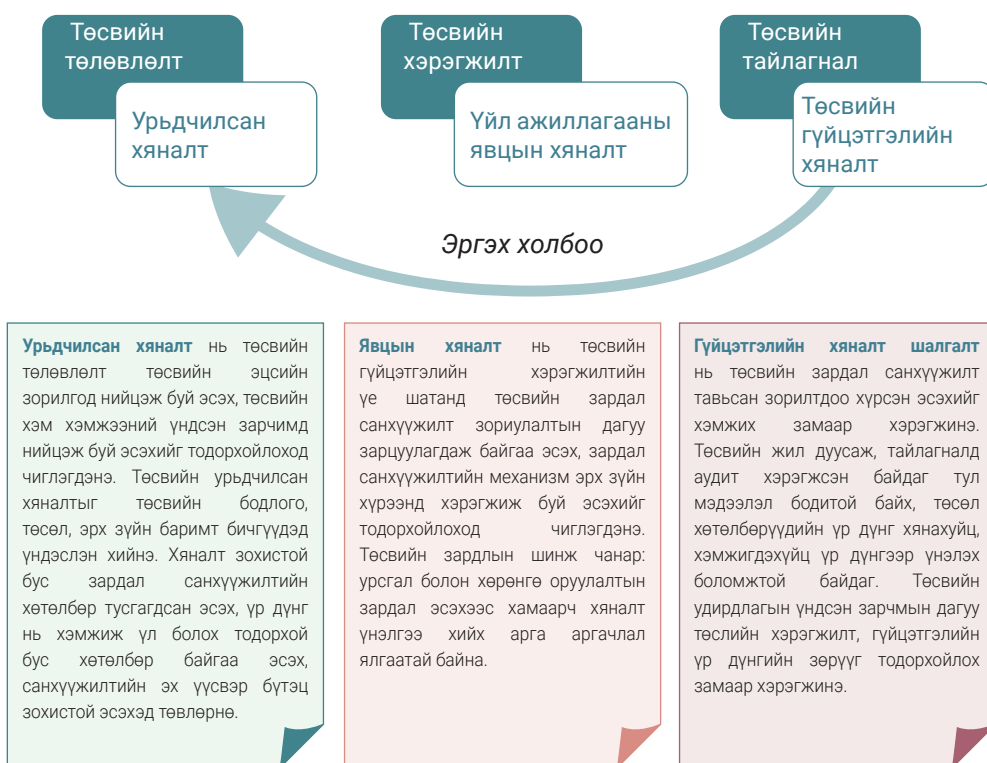 Төсвийн
төлөвлөлт
Урьдчилсан
хяналт
Төсвийн
хэрэгжилт
Үйл ажиллагааны
явцын хяналт
Төсвийн
тайлагнал
Төсвийн
гүйцэтгэлийн
хяналт
Эргэх холбоо
Урьдчилсан хяналт нь төсвийн
төлөвлөлт төсвийн эцсийн
зорилгод нийцэж буй эсэх, төсвийн
хэм хэмжээний үндсэн зарчимд
нийцэж буй эсэхийг тодорхойлоход
чиглэгдэнэ. Төсвийн урьдчилсан
хяналтыг төсвийн бодлого,
төсөл, эрх зүйн баримт бичгүүдэд
үндэслэн хийнэ. Хяналт зохистой
бус зардал санхүүжилтийн
хөтөлбөр тусгагдсан эсэх, үр дүнг
нь хэмжиж үл болох тодорхой
бус хөтөлбөр байгаа эсэх,
санхүүжилтийн эх үүсвэр бүтэц
зохистой эсэхэд төвлөрнө.
Явцын хяналт нь төсвийн
гүйцэтгэлийн хэрэгжилтийн
үе шатанд төсвийн зардал
санхүүжилт зориулалтын дагуу
зарцуулагдаж байгаа эсэх, зардал
санхүүжилтийн механизм эрх зүйн
хүрээнд хэрэгжиж буй эсэхийг
тодорхойлоход чиглэгдэнэ.
Төсвийн зардлын шинж чанар:
урсгал болон хөрөнгө оруулалтын
зардал эсэхээс хамаарч хяналт
үнэлгээ хийх арга аргачлал
ялгаатай байна.
Гүйцэтгэлийн хяналт шалгалт
нь төсвийн зардал санхүүжилт
тавьсан зорилтдоо хүрсэн эсэхийг
хэмжих замаар хэрэгжинэ.
Төсвийн жил дуусаж, тайлагналд
аудит хэрэгжсэн байдаг тул
мэдээлэл бодитой байх, төсөл
хөтөлбөрүүдийн үр дүнг хянахуйц,
хэмжигдэхүйц үр дүнгээр үнэлэх
боломжтой байдаг. Төсвийн
удирдлагын үндсэн зарчмын дагуу
төслийн хэрэгжилт, гүйцэтгэлийн
үр дүнгийн зөрүүг тодорхойлох
замаар хэрэгжинэ.